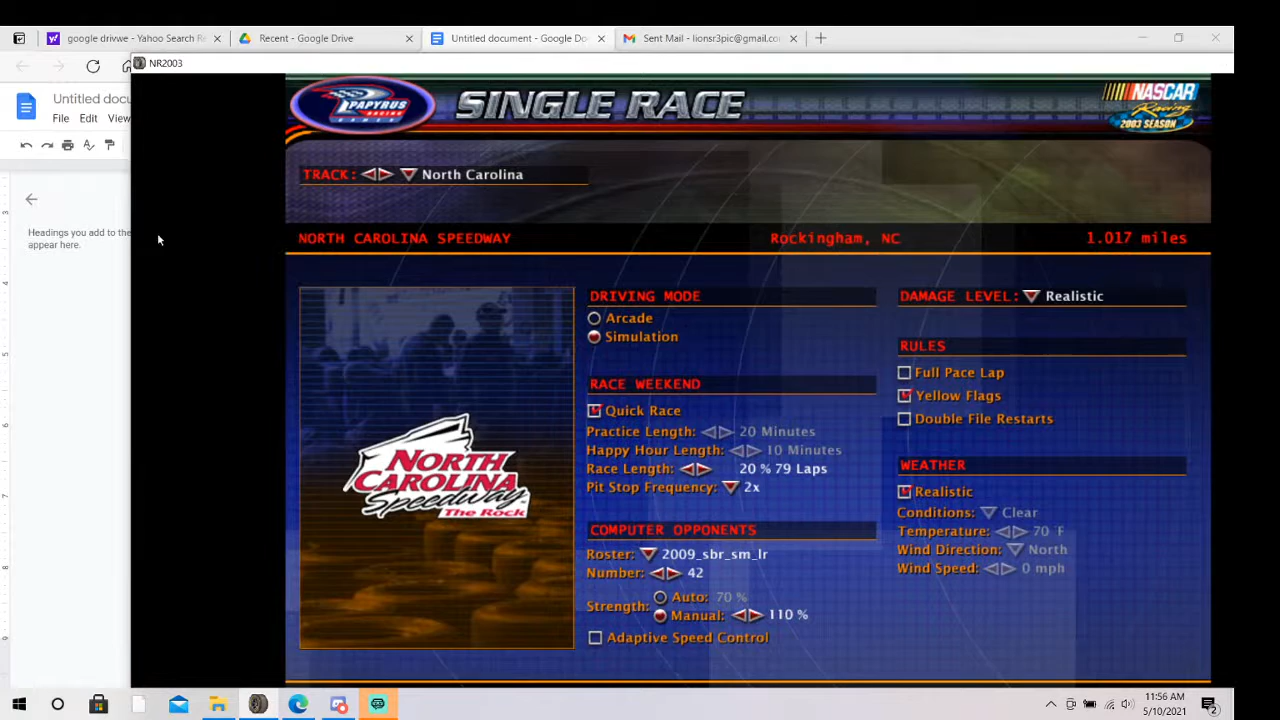 google drivwe - Yahoo Search Re
Recent - Google Drive
Untitled document - Google Do
Sent Mail - lionsr3pic@gmail.co
NR2003
Untitled docu
File Edit View
Headings you add to the
appear here.
PAPYRUS
RACING
GAMES
SINGLE RACE
NASCAR
Racing
2003 SEASON
TRACK: North Carolina
NORTH CAROLINA SPEEDWAY Rockingham, NC 1.017 miles
NORTH
CAROLINA
Speedway
The Rock
DRIVING MODE
Arcade
Simulation
RACE WEEKEND
Quick Race
Practice Length: 20 Minutes
Happy Hour Length: 10 Minutes
Race Length: 20 % 79 Laps
Pit Stop Frequency: 2x
COMPUTER OPPONENTS
Roster: 2009_sbr_sm_lr
Number: 42
Strength: Auto: 70 %
Manual: 110 %
Adaptive Speed Control
DAMAGE LEVEL: Realistic
RULES
Full Pace Lap
Yellow Flags
Double File Restarts
WEATHER
Realistic
Conditions: Clear
Temperature: 70 °F
Wind Direction: North
Wind Speed: 0 mph
11:56 AM
5/10/2021
2